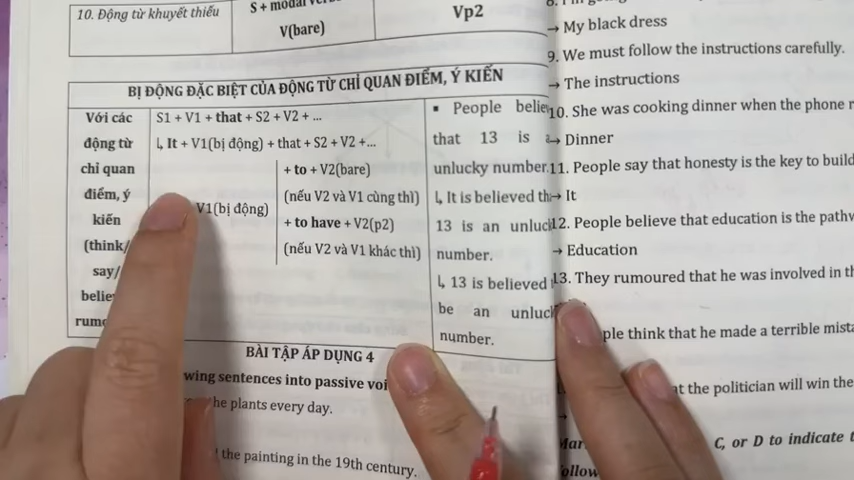 10. Động từ khuyết thiếu
S + modal
V(bare)
Vp2
BỊ ĐỘNG ĐẶC BIỆT CỦA ĐỘNG TỪ CHỈ QUAN ĐIỂM, Ý KIẾN
Với các
động từ
chỉ quan
điểm, ý
kiến
(think/
say/
belie
rum
S1 + V1 + that + S2 + V2 + ...
↳ It + V1(bị động) + that + S2 + V2 +...
V1(bị động)
+ to + V2(bare)
(nếu V2 và V1 cùng thì)
+ to have + V2(p2)
(nếu V2 và V1 khác thì)
▪ People belie
that 13 is
unlucky number.
↳ It is believed th
13 is an unluc
number.
↳ 13 is believed
be an unluc
number.
BÀI TẬP ÁP DỤNG 4
wing sentences into passive voi
the plants every day.
the painting in the 19th century.
→ My black dress
9. We must follow the instructions carefully.
→ The instructions
10. She was cooking dinner when the phone r
→ Dinner
11. People say that honesty is the key to build
→ It
12. People believe that education is the pathw
→ Education
13. They rumoured that he was involved in th
ple think that he made a terrible mista
at the politician will win the
→
Mar
C, or D to indicate t
follow